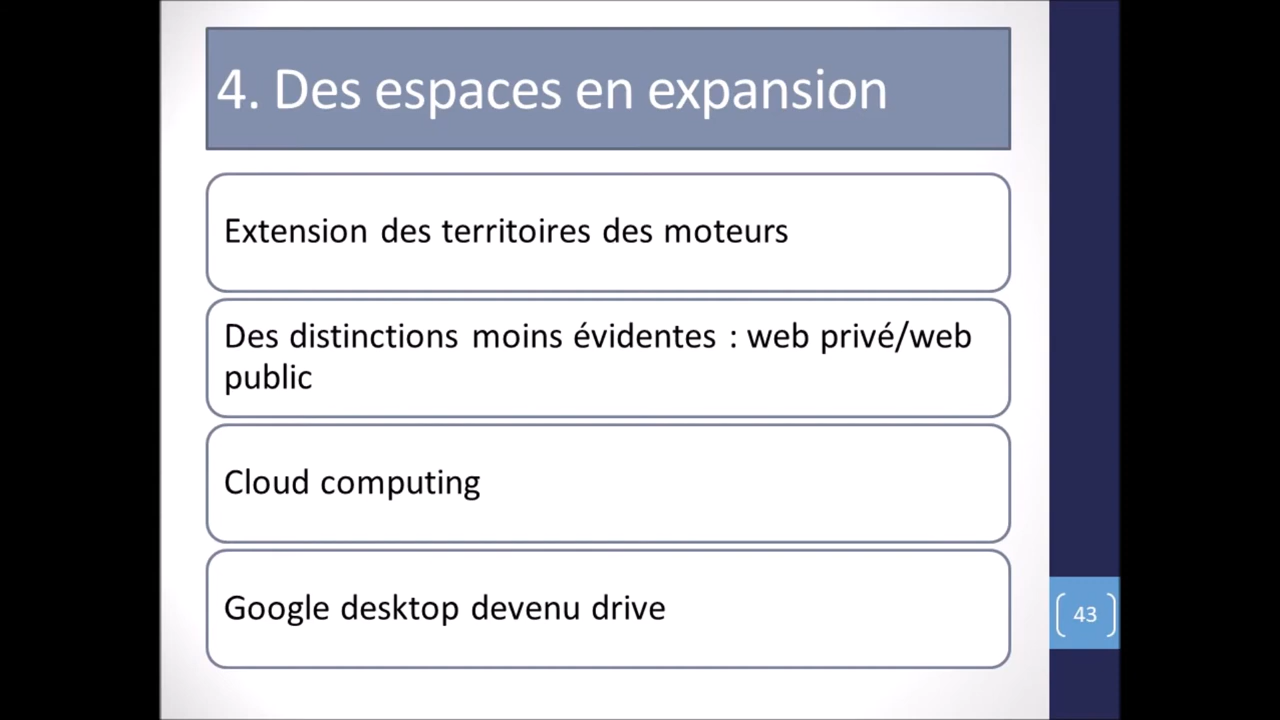 4. Des espaces en expansion
Extension des territoires des moteurs
Des distinctions moins évidentes : web privé/web
public
Cloud computing
Google desktop devenu drive
43